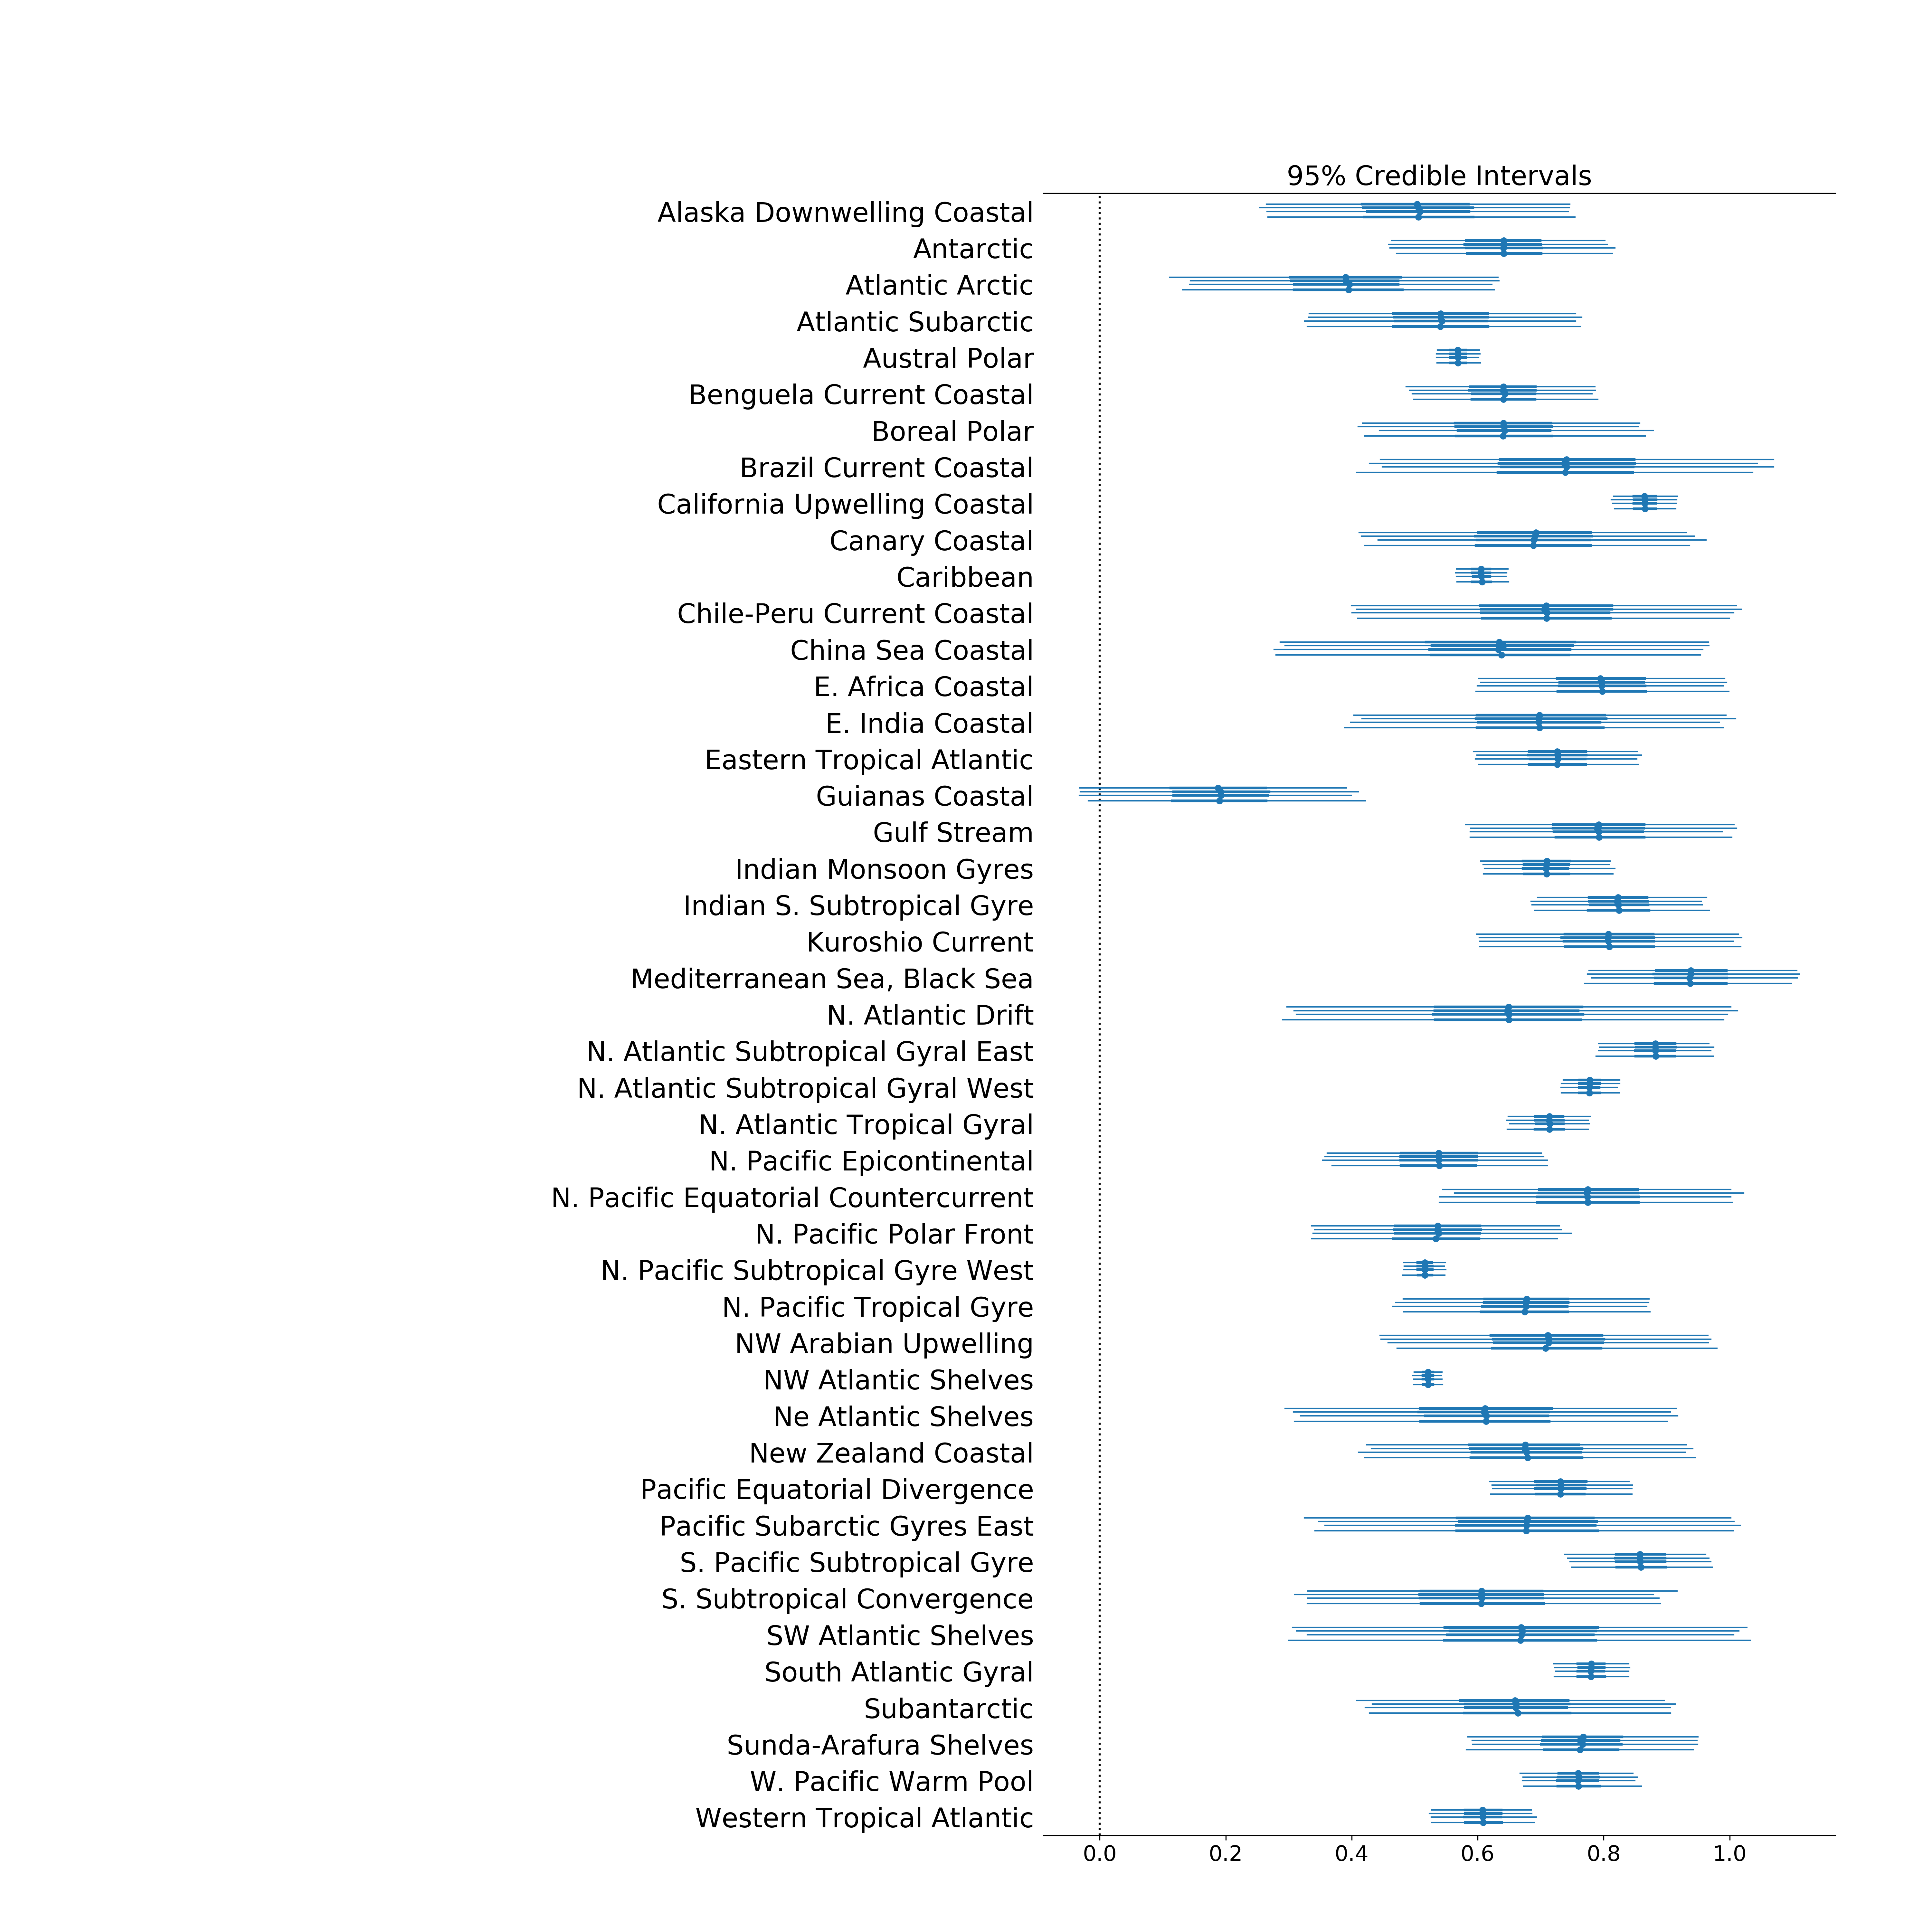 95% Credible Intervals
Alaska Downwelling Coastal
Antarctic
Atlantic Arctic
Atlantic Subarctic
Austral Polar
Benguela Current Coastal
Boreal Polar
Brazil Current Coastal
California Upwelling Coastal
Canary Coastal
Caribbean
Chile-Peru Current Coastal
China Sea Coastal
E. Africa Coastal
E. India Coastal
Eastern Tropical Atlantic
Guianas Coastal
Gulf Stream
Indian Monsoon Gyres
Indian S. Subtropical Gyre
Kuroshio Current
Mediterranean Sea, Black Sea
N. Atlantic Drift
N. Atlantic Subtropical Gyral East
N. Atlantic Subtropical Gyral West
N. Atlantic Tropical Gyral
N. Pacific Epicontinental
N. Pacific Equatorial Countercurrent
N. Pacific Polar Front
N. Pacific Subtropical Gyre West
N. Pacific Tropical Gyre
NW Arabian Upwelling
NW Atlantic Shelves
Ne Atlantic Shelves
New Zealand Coastal
Pacific Equatorial Divergence
Pacific Subarctic Gyres East
S. Pacific Subtropical Gyre
S. Subtropical Convergence
SW Atlantic Shelves
South Atlantic Gyral
Subantarctic
Sunda-Arafura Shelves
W. Pacific Warm Pool
Western Tropical Atlantic
0.0 0.2 0.4 0.6 0.8 1.0